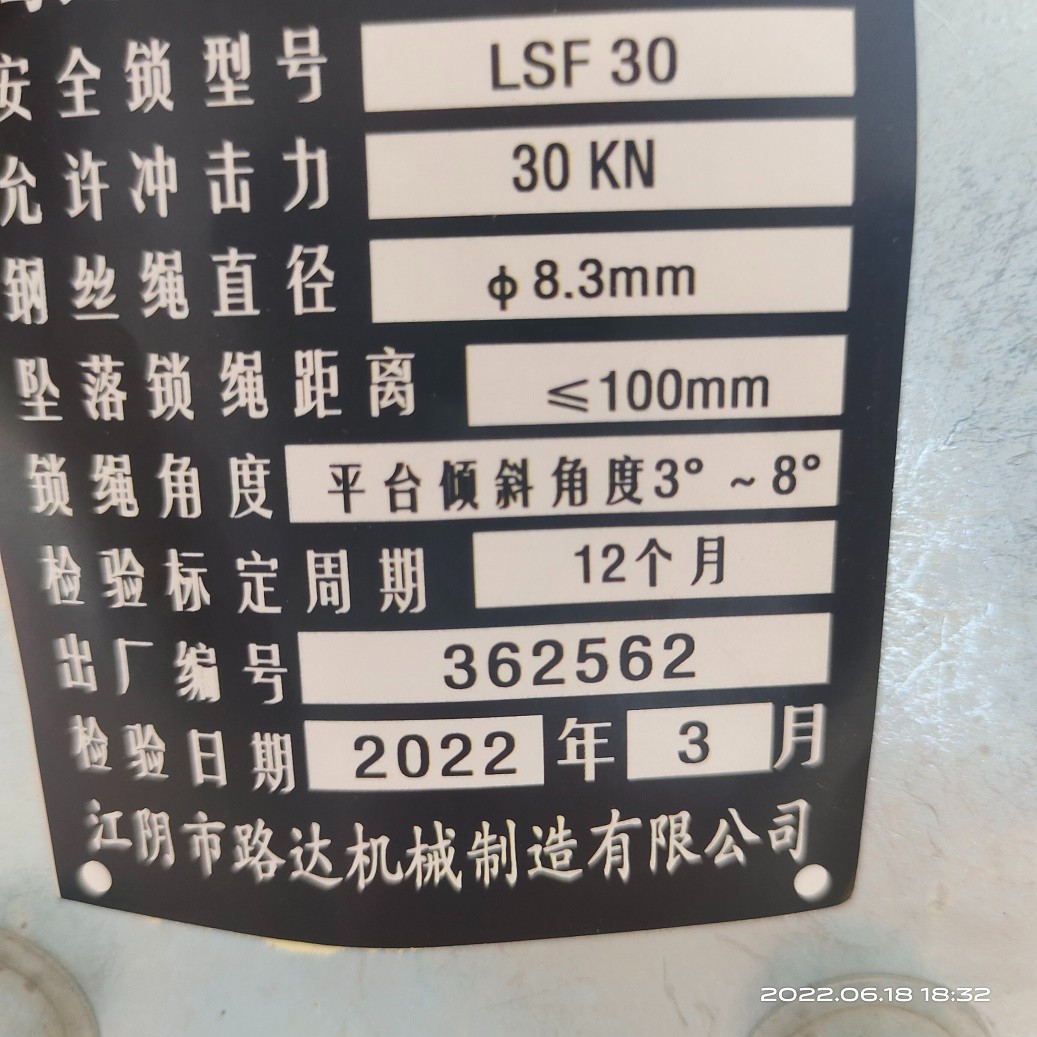 安全锁型号 LSF 30
允许冲击力 30 KN
钢丝绳直径 ϕ 8.3mm
坠落锁绳距离 ≤100mm
锁绳角度 平台倾斜角度3° ~ 8°
检验标定周期 12个月
出厂编号 362562
检验日期 2022 年 3 月
江阴市路达机械制造有限公司
2022.06.18 18:32